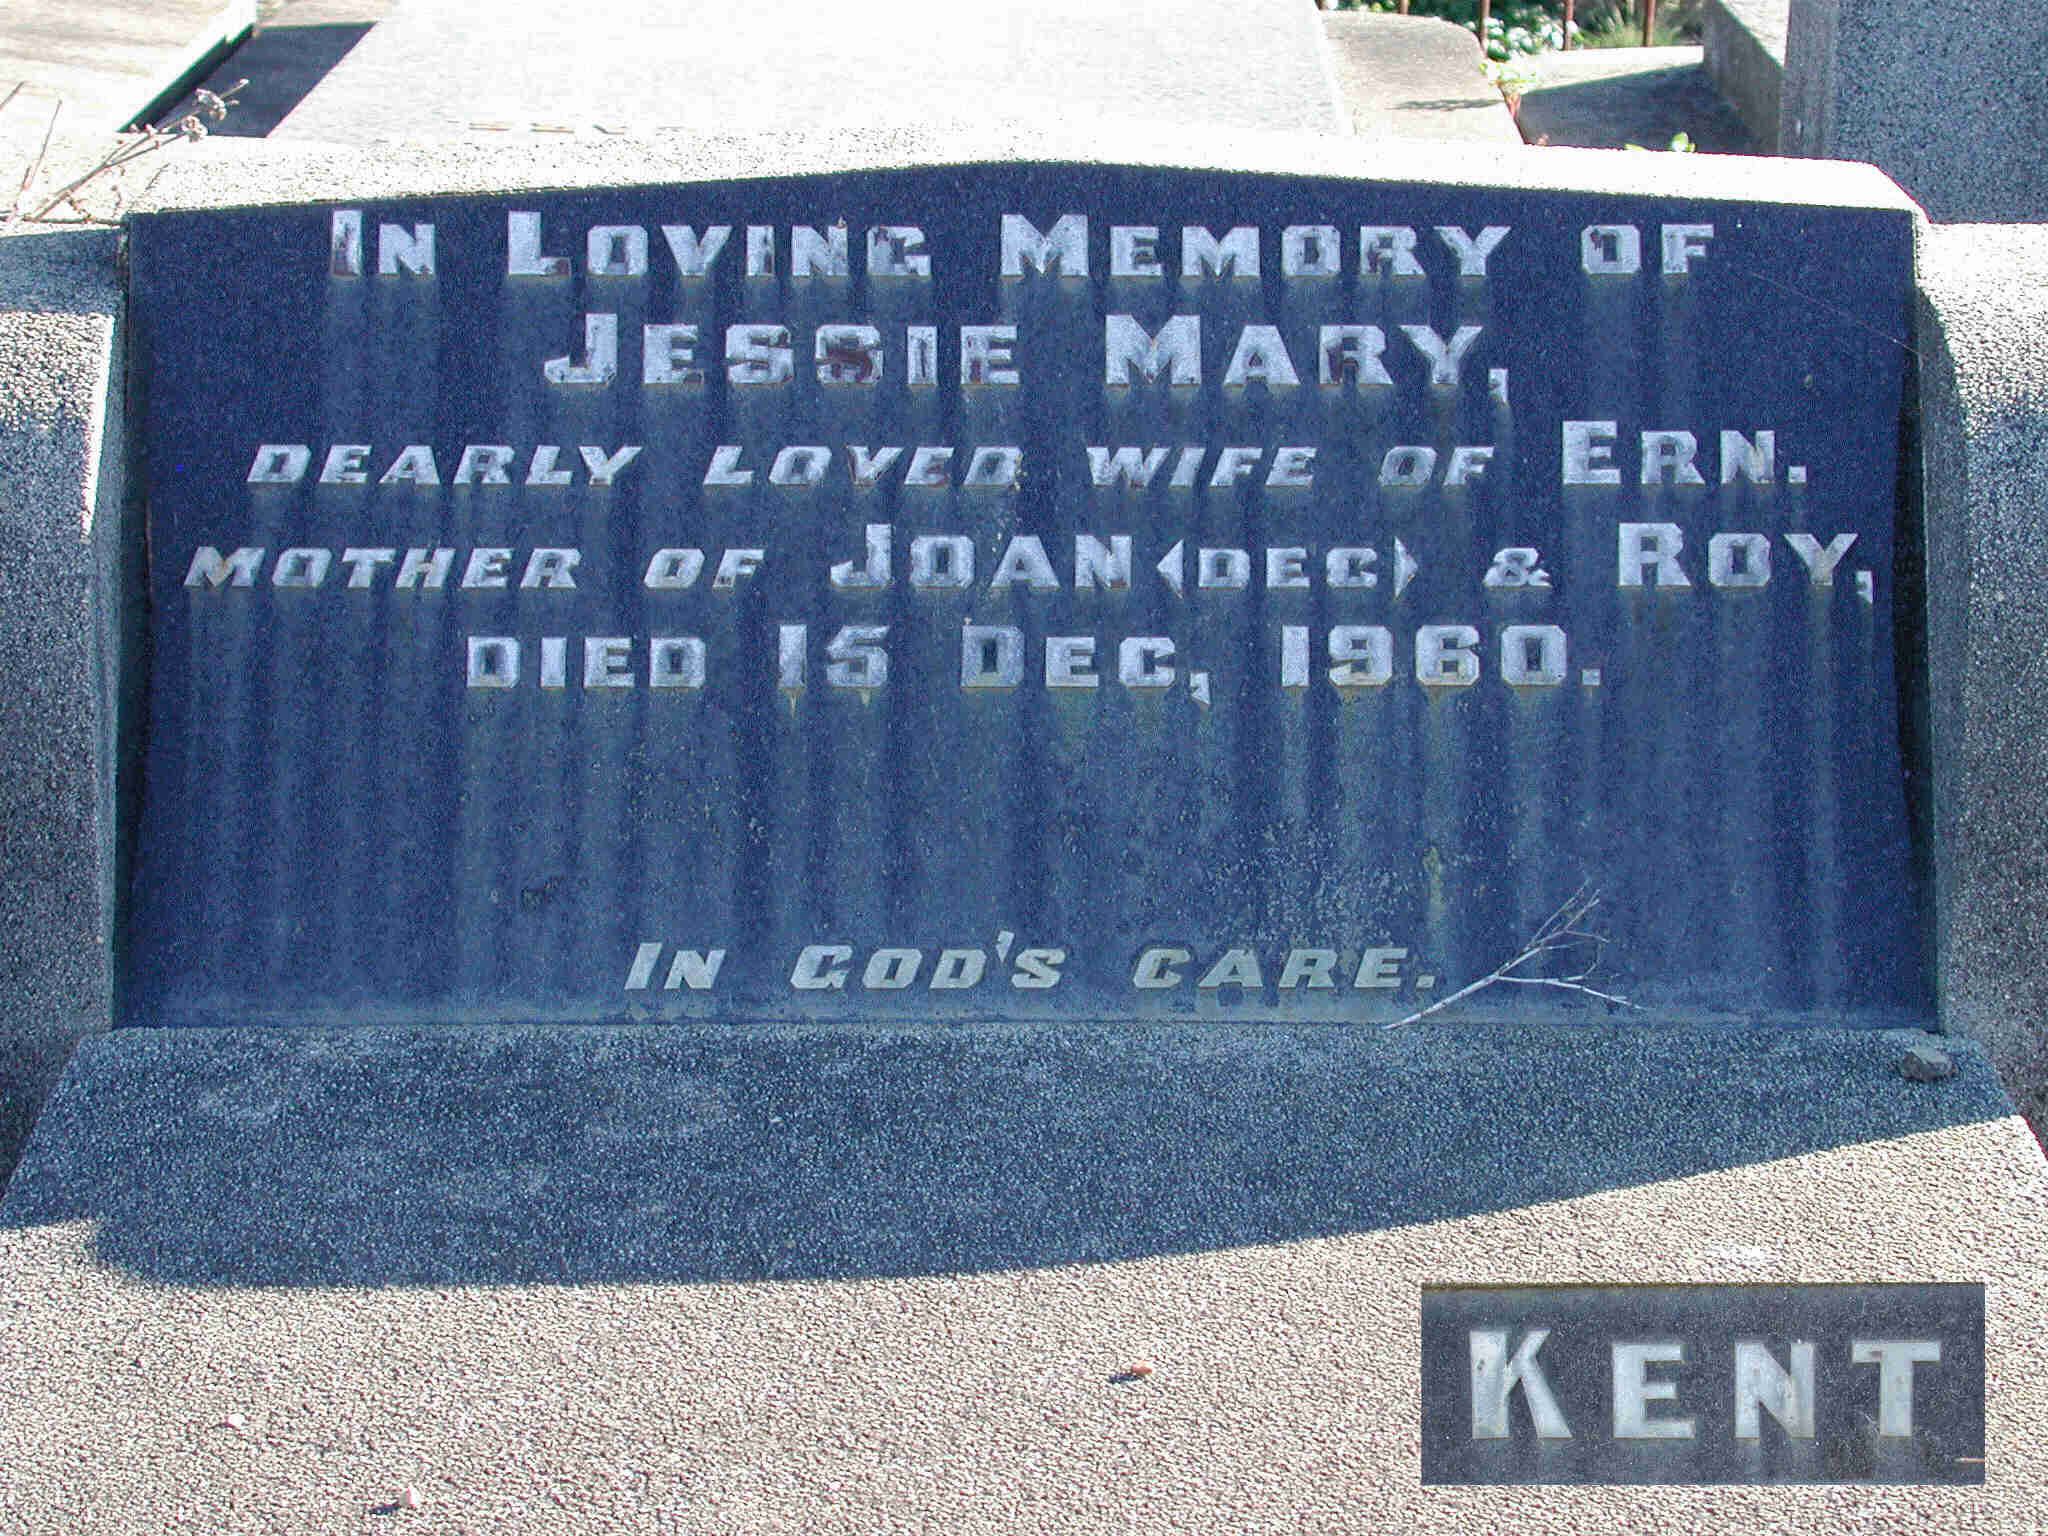 In Loving Memory of
Jessie Mary,
dearly loved wife of Ern.
mother of Joan (dec) & Roy,
died 15 Dec, 1960.
In God's care.
Kent